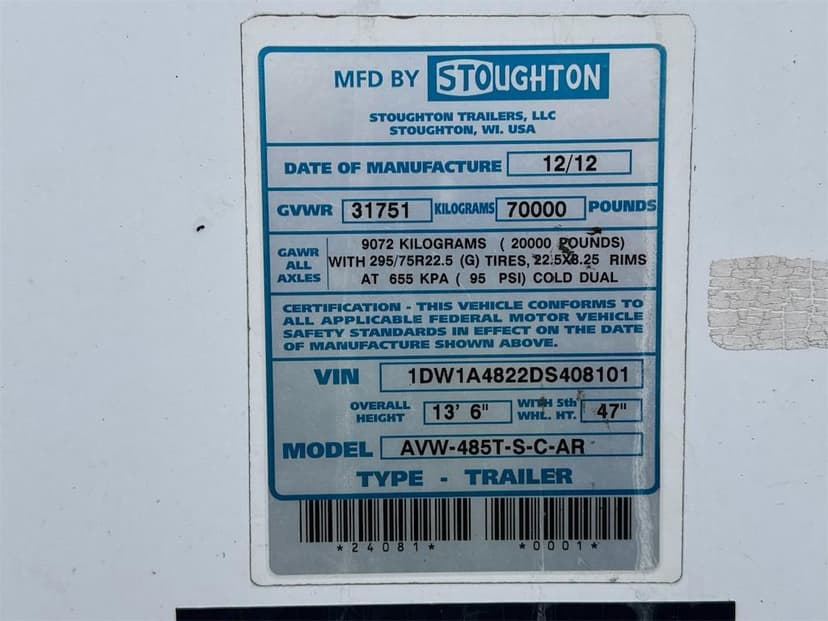 MFD BY STOUGHTON
STOUGHTON TRAILERS, LLC
STOUGHTON, WI. USA
DATE OF MANUFACTURE 12/12
GVWR 31751 KILOGRAMS 70000 POUNDS
GAWR ALL AXLES
9072 KILOGRAMS ( 20000 POUNDS)
WITH 295/75R22.5 (G) TIRES, 22.5X8.25 RIMS
AT 655 KPA ( 95 PSI) COLD DUAL
CERTIFICATION - THIS VEHICLE CONFORMS TO
ALL APPLICABLE FEDERAL MOTOR VEHICLE
SAFETY STANDARDS IN EFFECT ON THE DATE
OF MANUFACTURE SHOWN ABOVE.
VIN 1DW1A4822DS408101
OVERALL HEIGHT 13' 6" WITH 5th WHL. HT. 47"
MODEL AVW-485T-S-C-AR
TYPE - TRAILER
*24081* *0001*